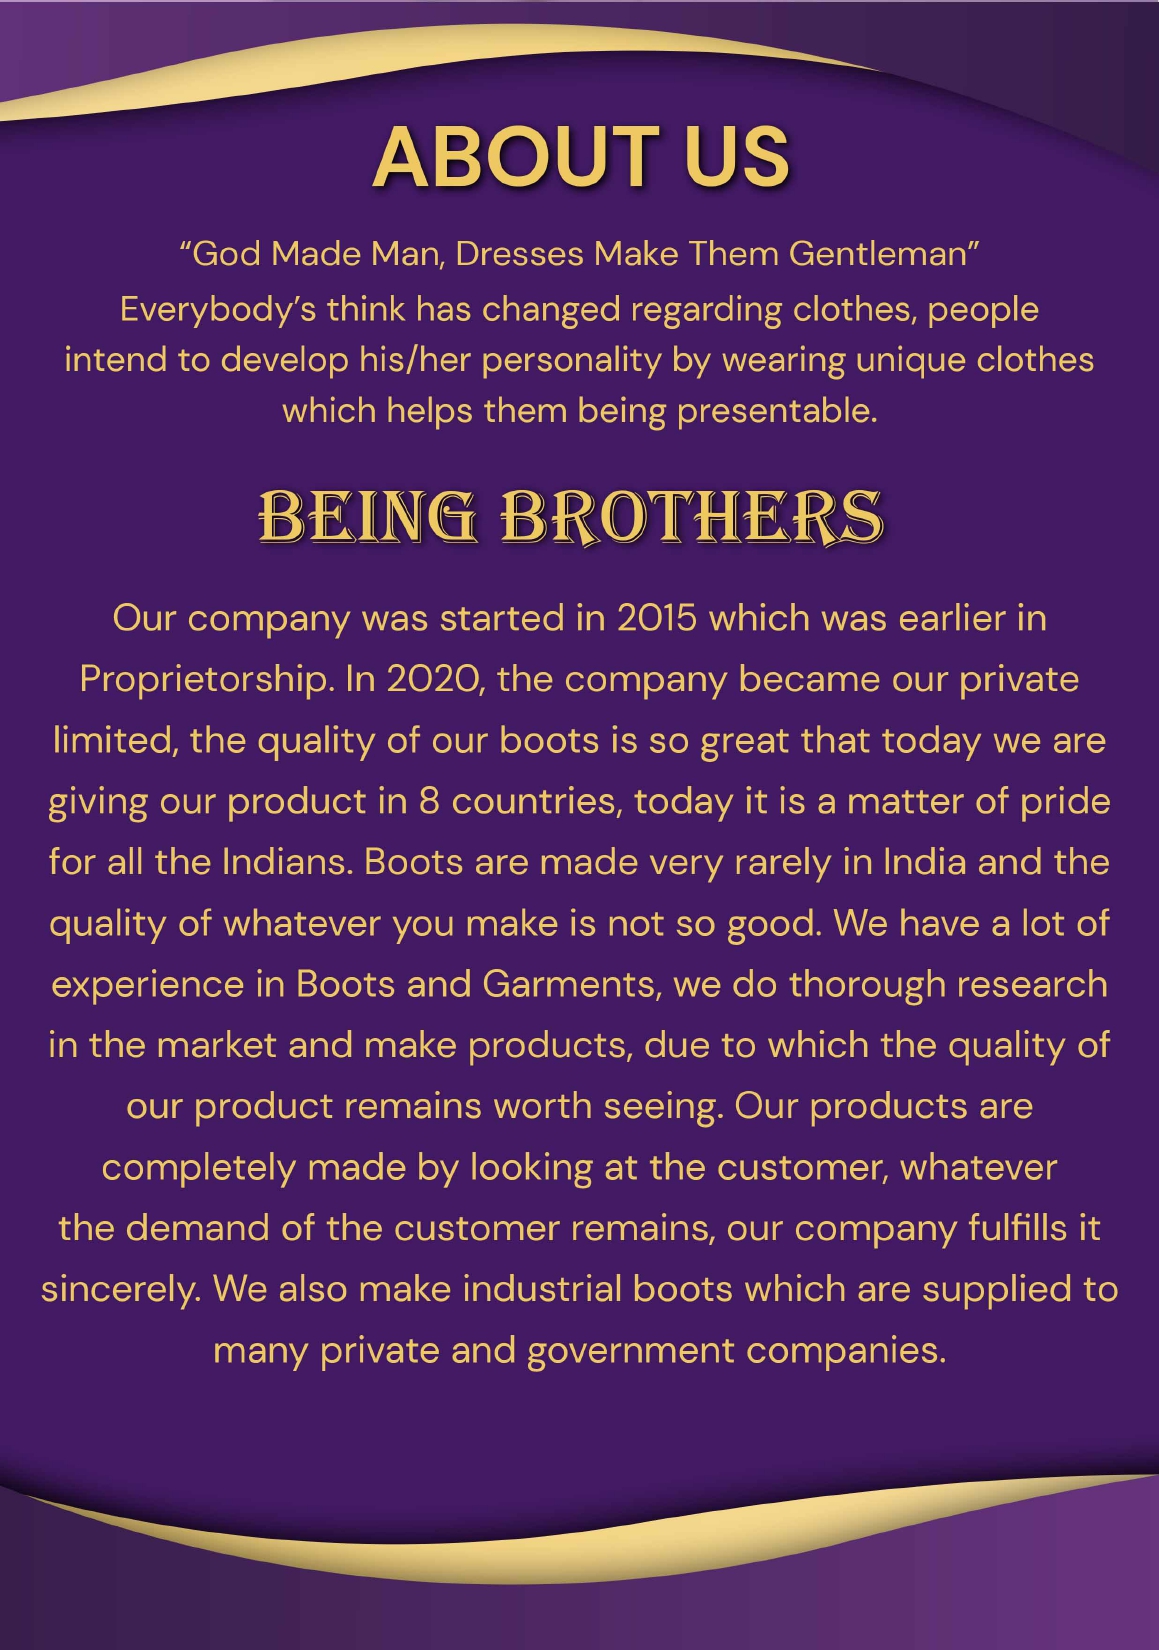 ABOUT US
“God Made Man, Dresses Make Them Gentleman”
Everybody’s think has changed regarding clothes, people
intend to develop his/her personality by wearing unique clothes
which helps them being presentable.
BEING BROTHERS
Our company was started in 2015 which was earlier in
Proprietorship. In 2020, the company became our private
limited, the quality of our boots is so great that today we are
giving our product in 8 countries, today it is a matter of pride
for all the Indians. Boots are made very rarely in India and the
quality of whatever you make is not so good. We have a lot of
experience in Boots and Garments, we do thorough research
in the market and make products, due to which the quality of
our product remains worth seeing. Our products are
completely made by looking at the customer, whatever
the demand of the customer remains, our company fulfills it
sincerely. We also make industrial boots which are supplied to
many private and government companies.